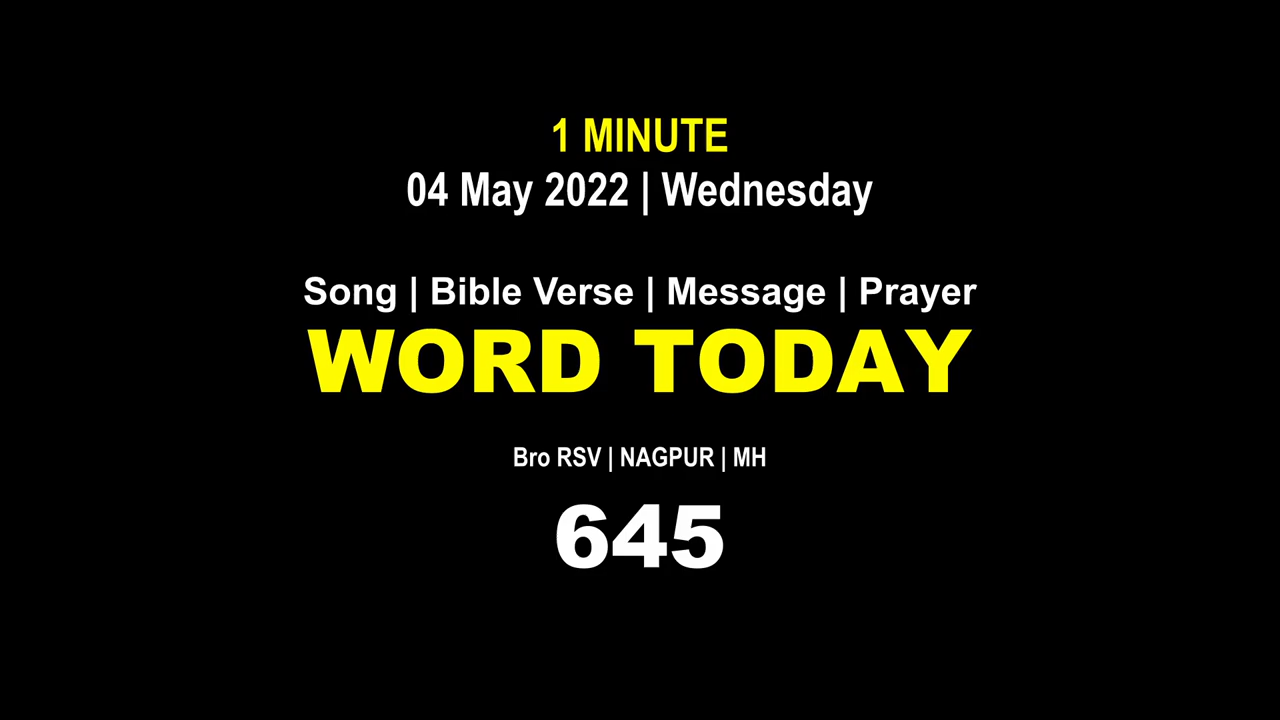 1 MINUTE
04 May 2022 | Wednesday
Song | Bible Verse | Message | Prayer
WORD TODAY
Bro RSV | NAGPUR | MH
645